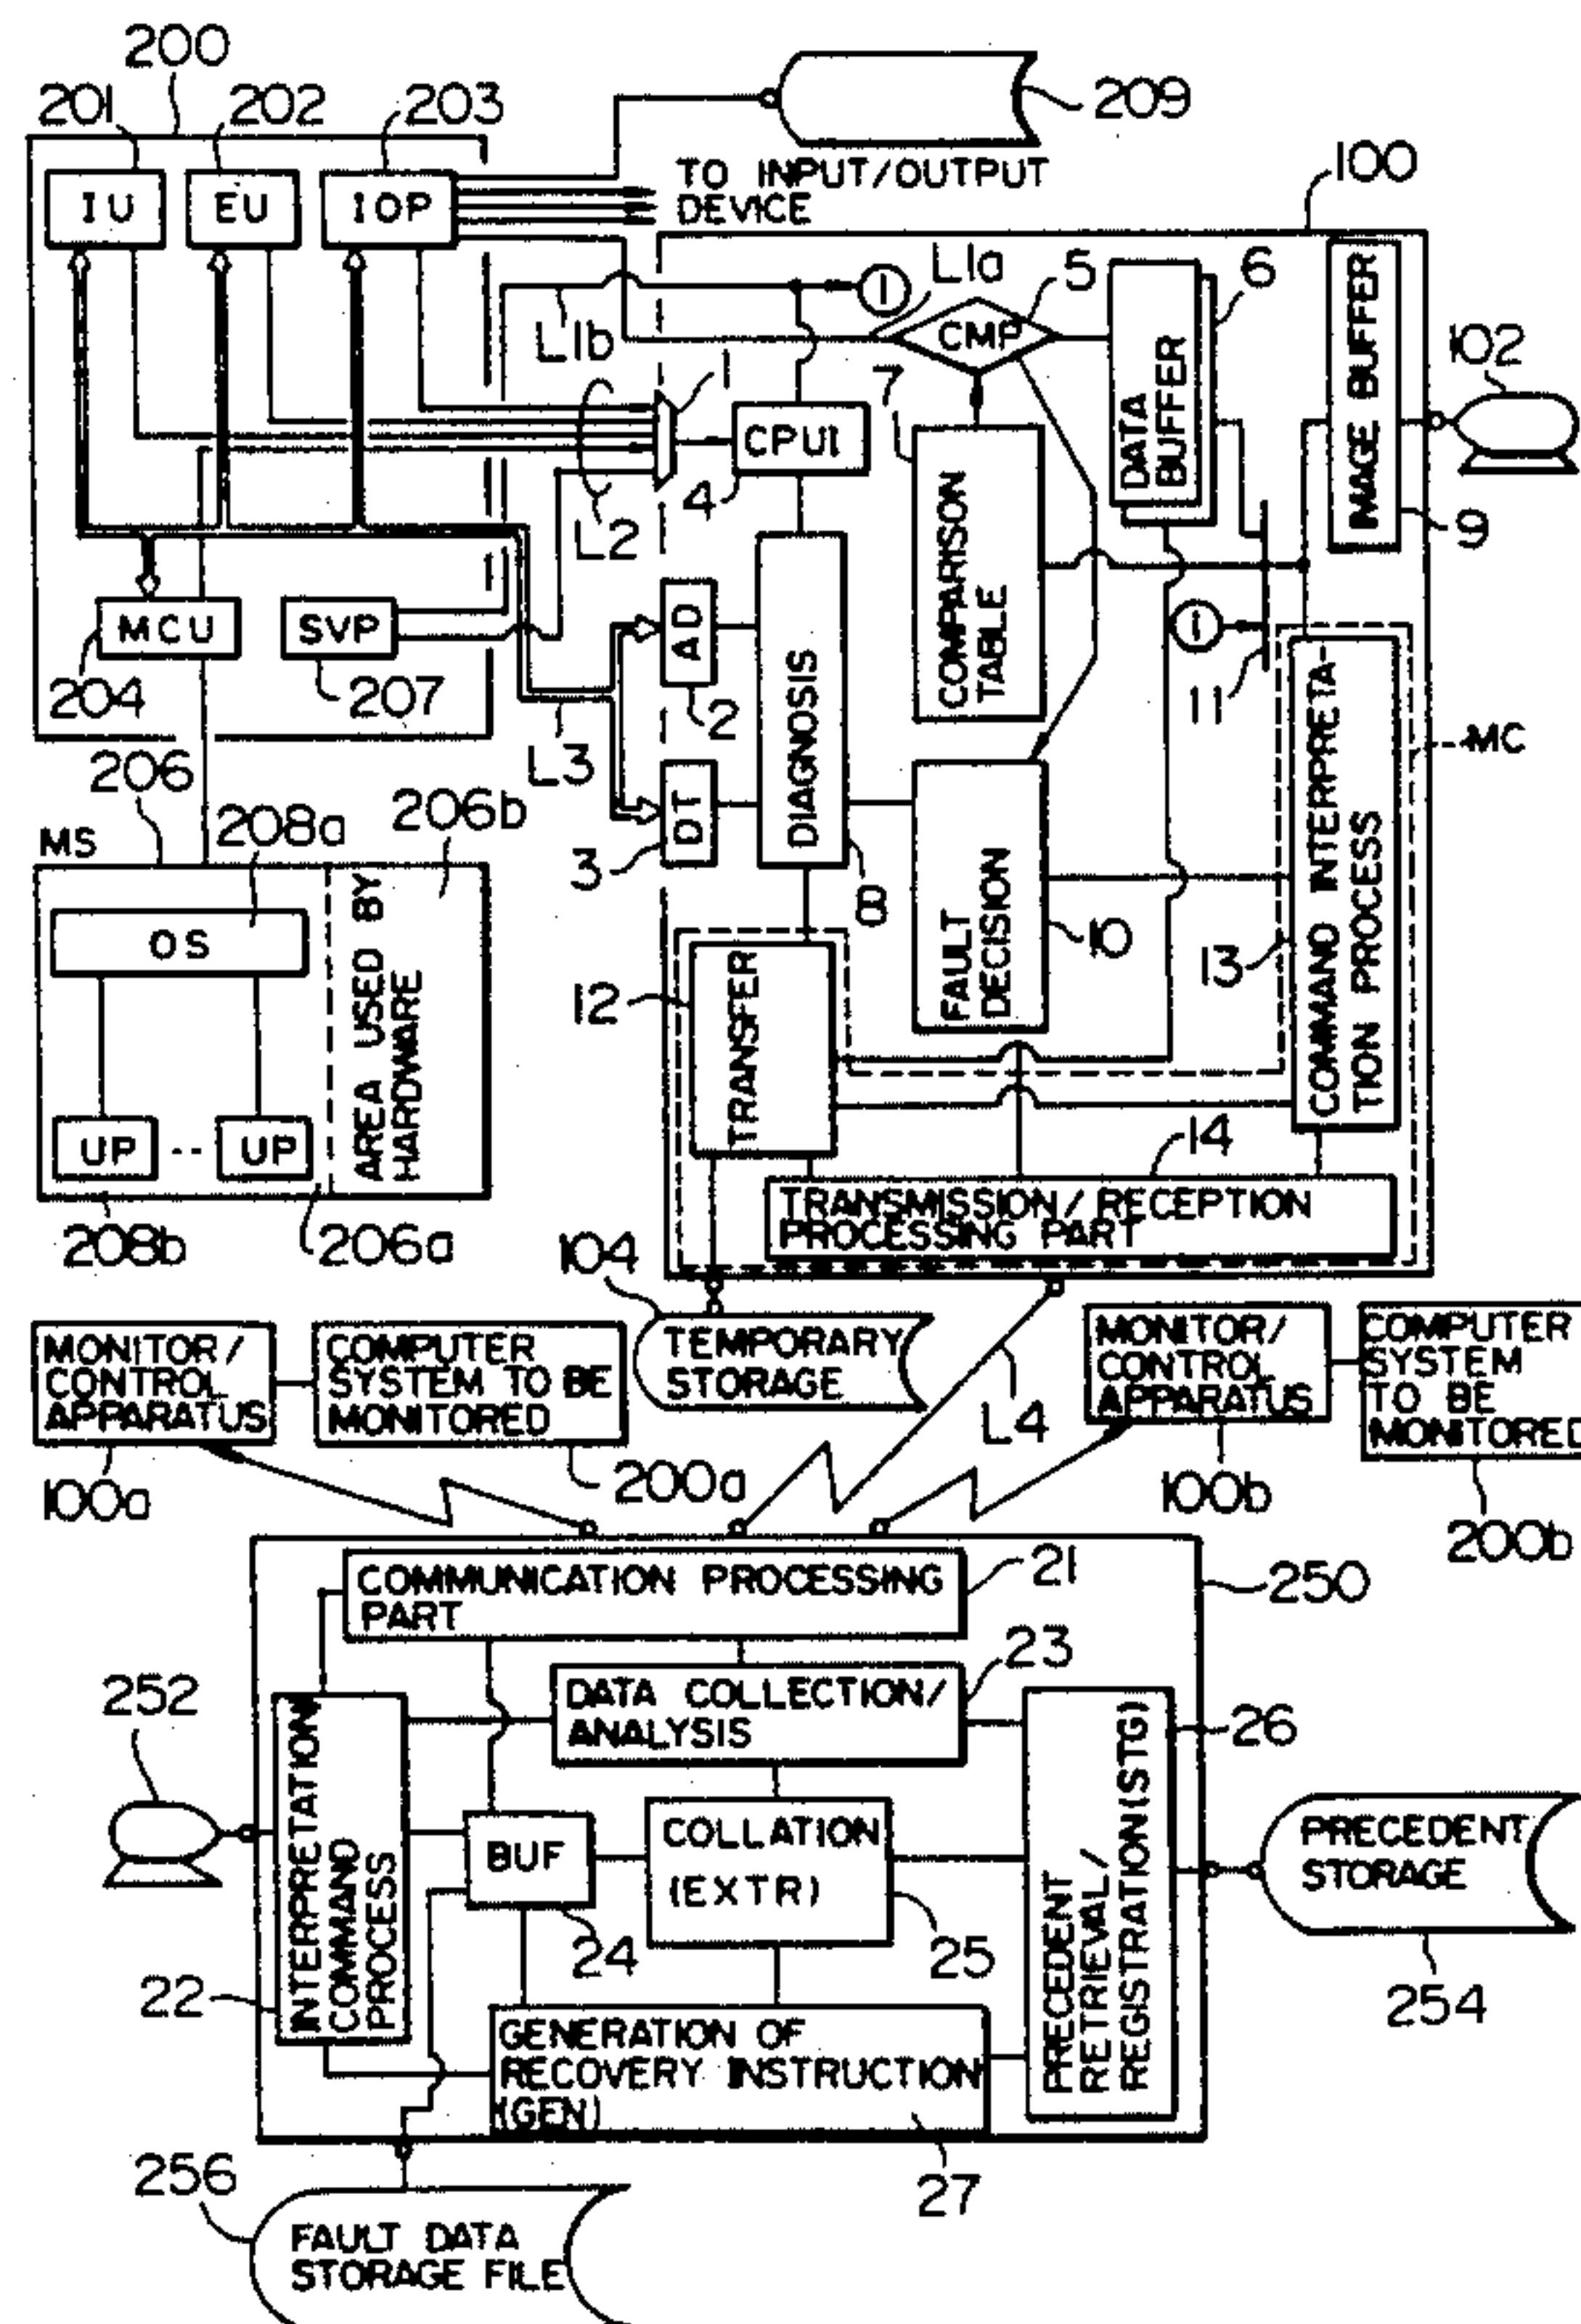 200
201
202
203
209
IU
EU
IOP
TO INPUT/OUTPUT
DEVICE
100
L1a
5
6
L1b
1
CMP
DATA
BUFFER
IMAGE BUFFER
102
7
CPUI
4
L2
COMPARISON
TABLE
9
MCU
SVP
204
207
AD
2
DIAGNOSIS
1
11
MC
L3
206
DT
3
8
MS
208a
206b
OS
AREA USED BY
HARDWARE
UP
--
UP
208b
206a
FAULT
DECISION
10
13
COMMAND INTERPRETA-
TION PROCESS
12
TRANSFER
14
TRANSMISSION/RECEPTION
PROCESSING PART
104
TEMPORARY
STORAGE
L4
MONITOR/
CONTROL
APPARATUS
100a
COMPUTER
SYSTEM TO BE
MONITORED
200a
MONITOR/
CONTROL
APPARATUS
100b
COMPUTER
SYSTEM
TO BE
MONITORED
200b
COMMUNICATION PROCESSING
PART
21
250
252
DATA COLLECTION/
ANALYSIS
23
26
INTERPRETATION
COMMAND
PROCESS
22
BUF
24
COLLATION
(EXTR)
25
PRECEDENT
RETRIEVAL/
REGISTRATION(STG)
PRECEDENT
STORAGE
254
GENERATION OF
RECOVERY INSTRUCTION
(GEN)
27
256
FAULT DATA
STORAGE FILE